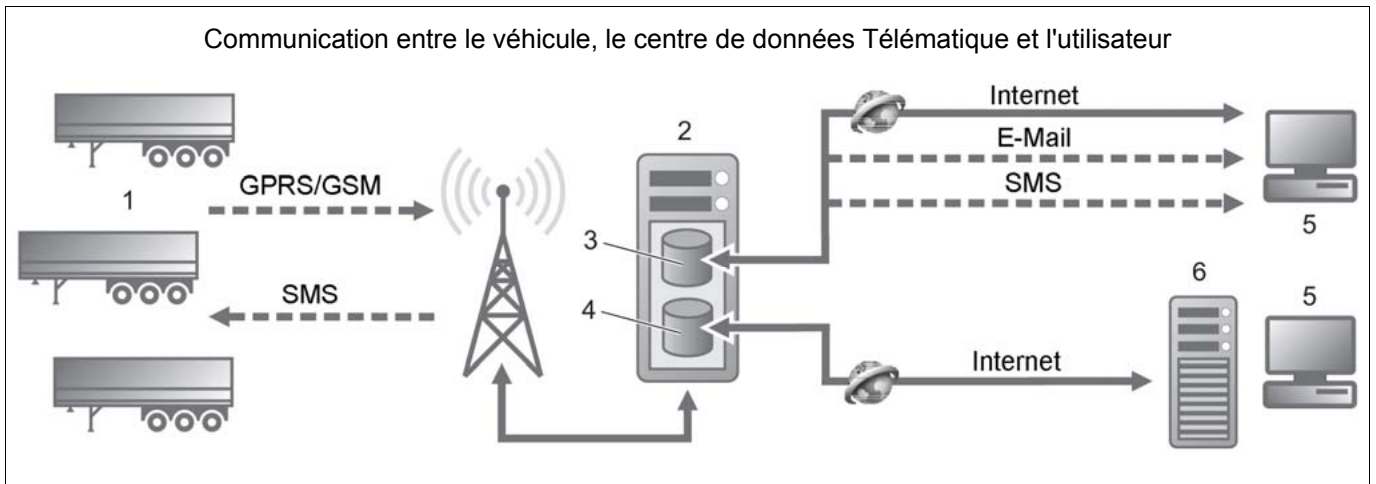 Communication entre le véhicule, le centre de données Télématique et l'utilisateur
1
GPRS/GSM
SMS
2
3
4
Internet
E-Mail
SMS
5
6
5
Internet